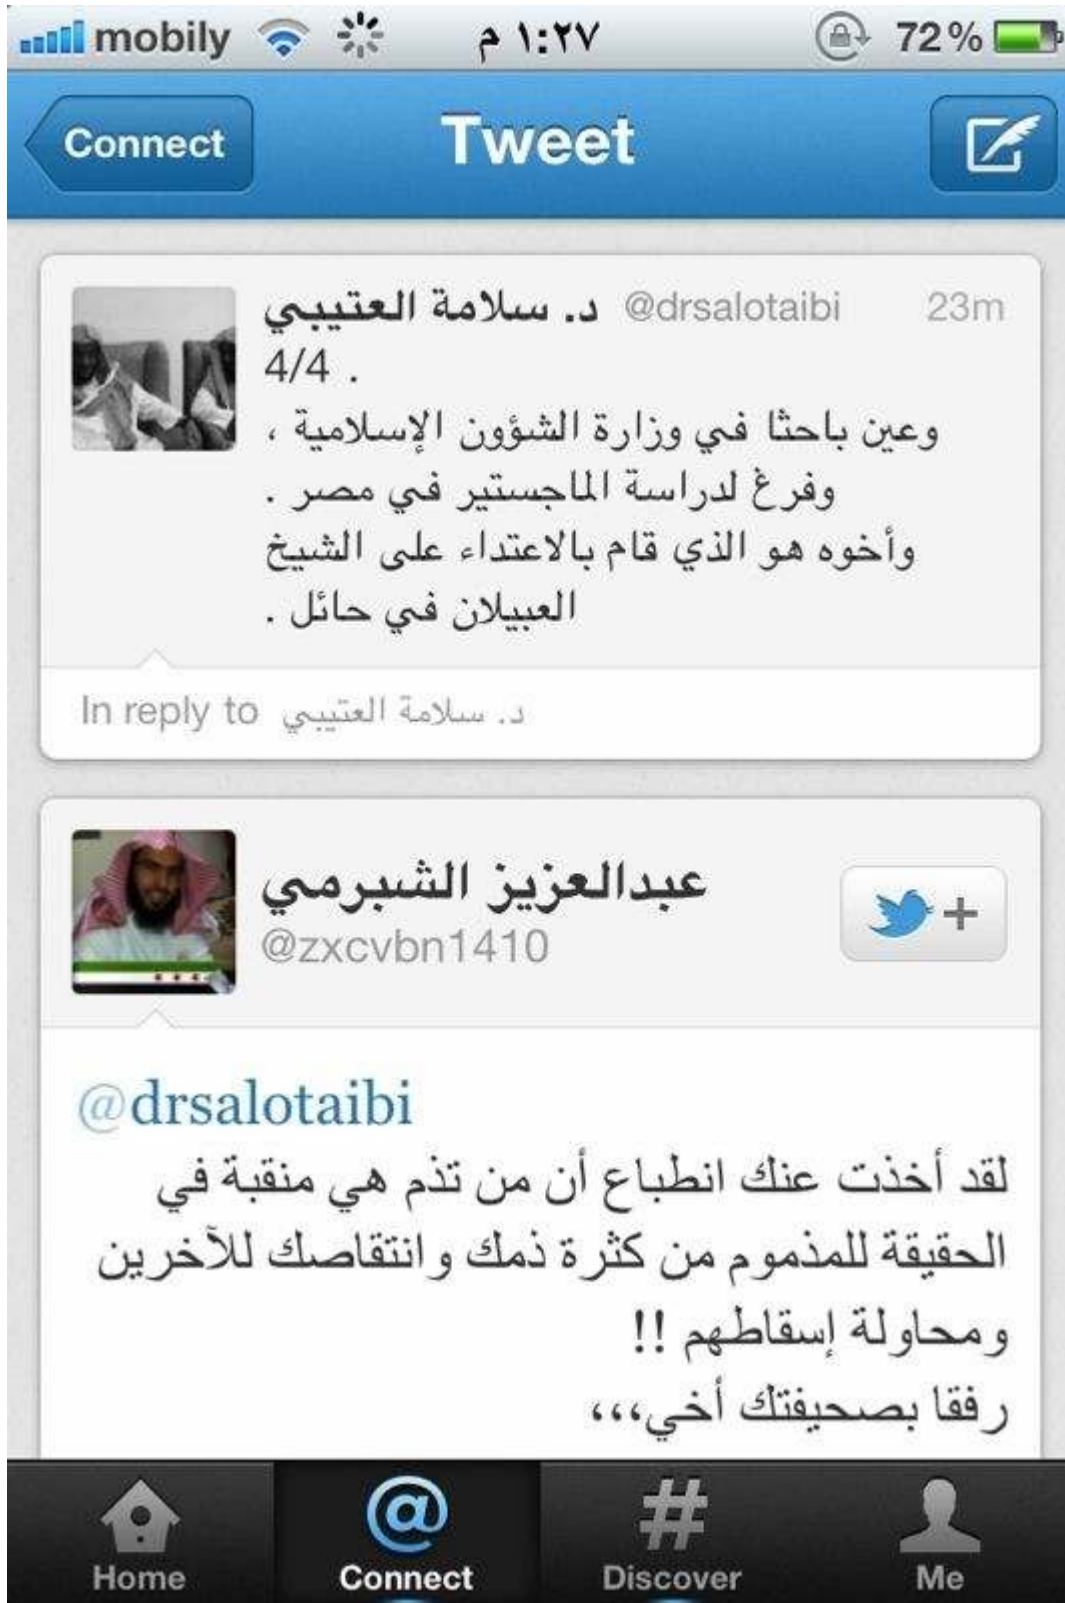 mobily ١:٢٧ م 72%
Connect Tweet
د. سلامة العتيبي @drsalotaibi 23m
4/4 .
وعين باحثا في وزارة الشؤون الإسلامية ،
وفرغ لدراسة الماجستير في مصر .
وأخوه هو الذي قام بالاعتداء على الشيخ
العبيلان في حائل .
In reply to د. سلامة العتيبي
عبدالعزيز الشبرمي
@zxcvbn1410
@drsalotaibi
لقد أخذت عنك انطباع أن من تذم هي منقبة في
الحقيقة للمذموم من كثرة ذمك وانتقاصك للآخرين
ومحاولة إسقاطهم !!
رفقا بصحيفتك أخي،،،
Home Connect Discover Me